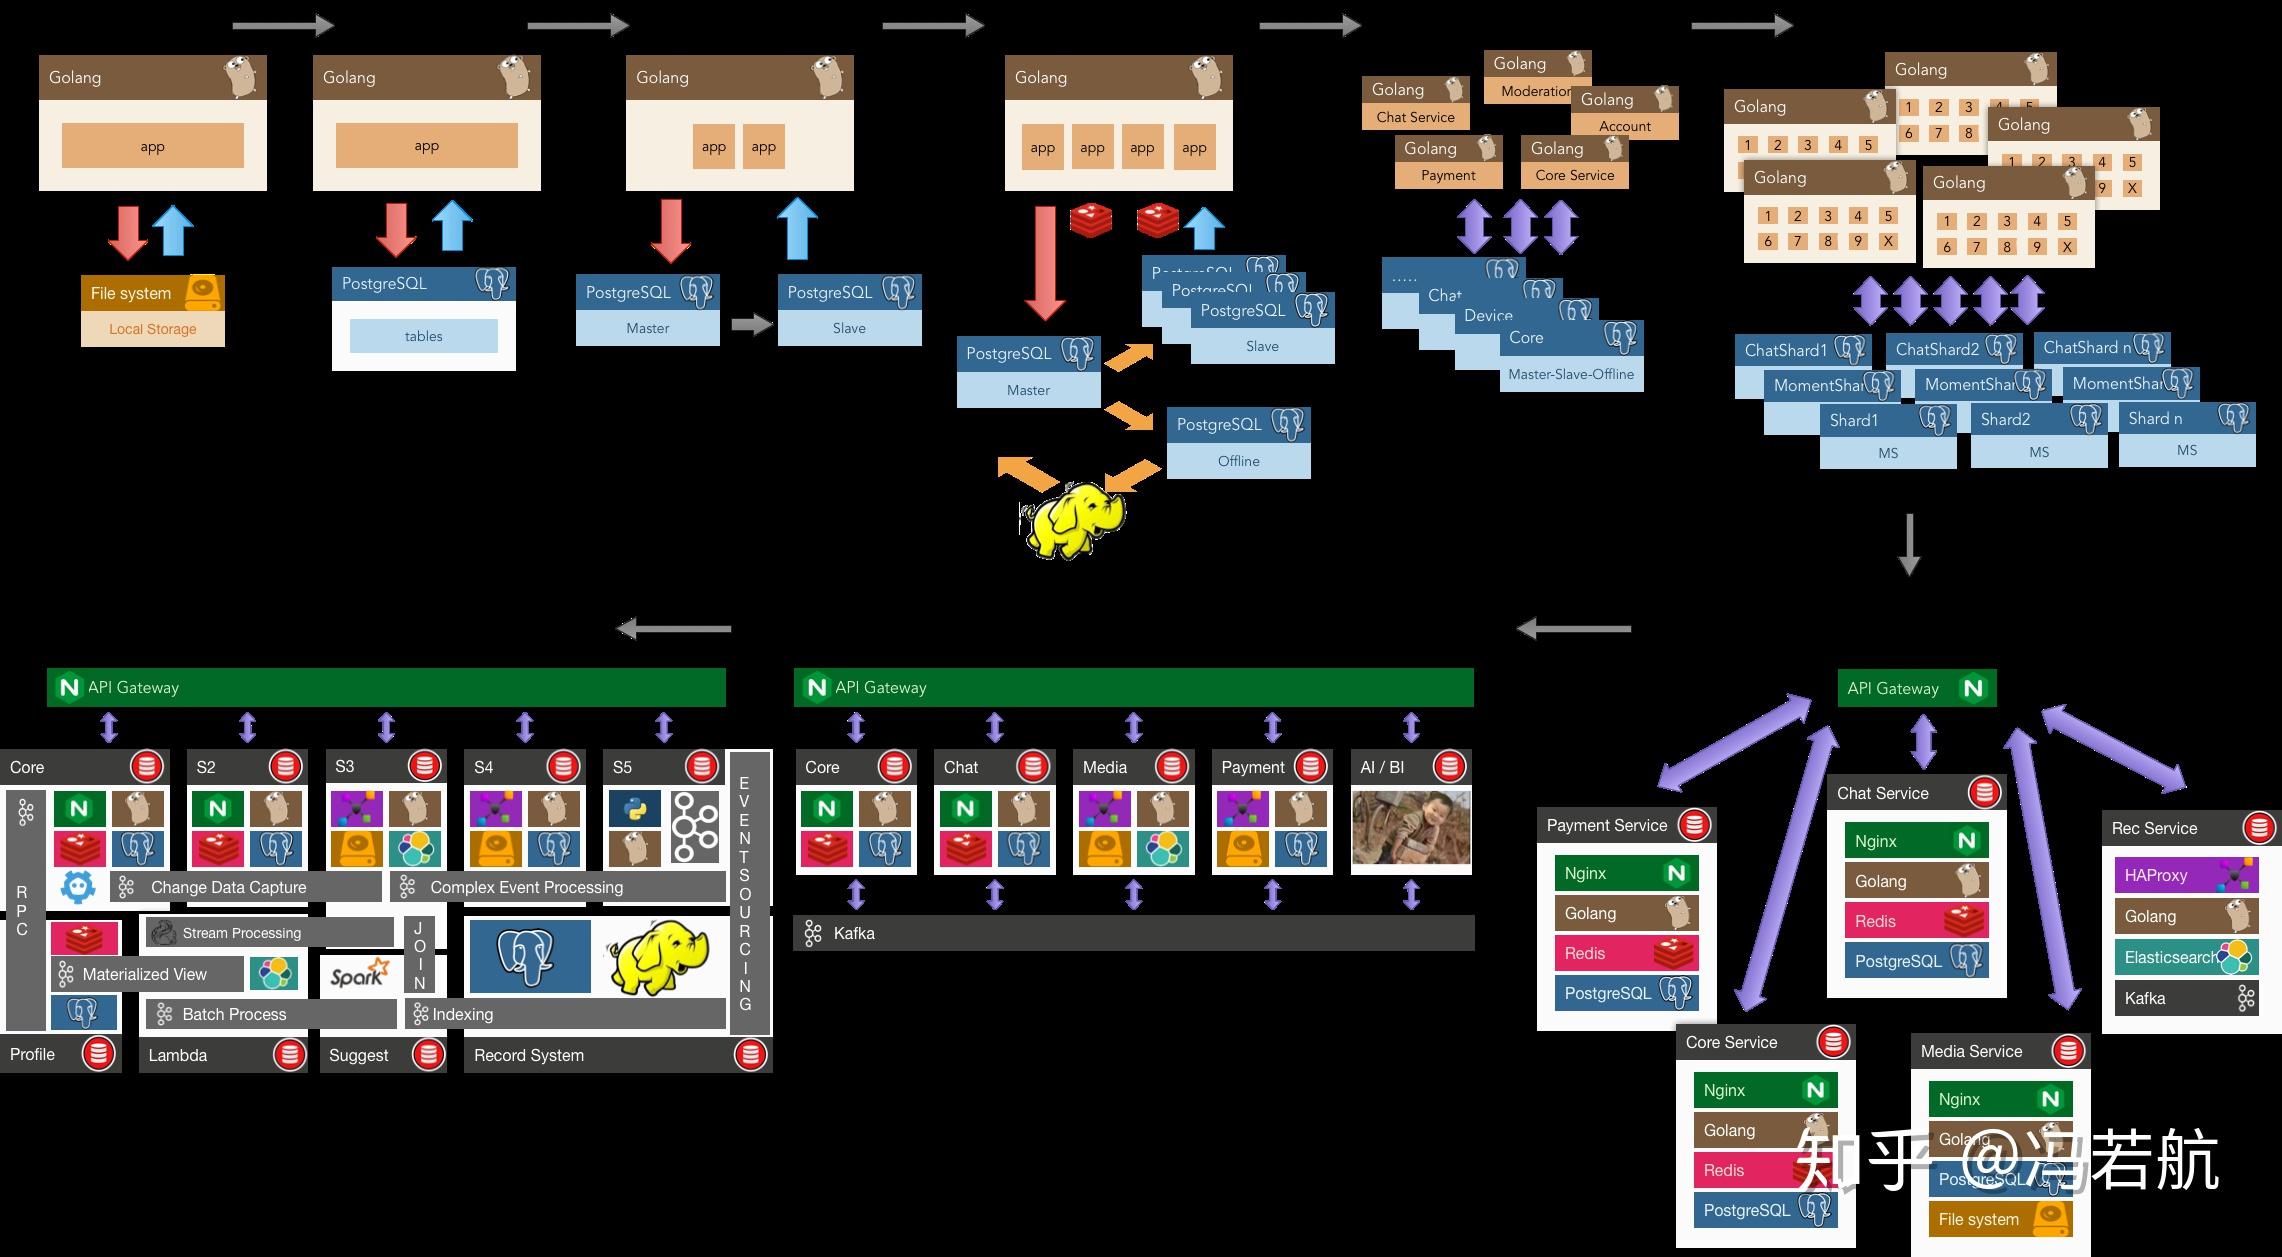 Golang
app
File system
Local Storage
Golang
app
PostgreSQL
tables
Golang
app app
PostgreSQL
Master
PostgreSQL
Slave
Golang
app app app app
PostgreSQL
PostgreSQL
PostgreSQL
Slave
PostgreSQL
Master
PostgreSQL
Offline
Golang
Chat Service
Golang
Moderation
Golang
Account
Golang
Payment
Golang
Core Service
.....
Chat
Device
Core
Master-Slave-Offline
Golang
1 2 3 4 5
6 7 8
Golang
1 2 3 4 5
Golang
1 2 3 4 5
9 X
Golang
1 2 3 4 5
6 7 8 9 X
Golang
1 2 3 4 5
6 7 8 9 X
ChatShard1
ChatShard2
ChatShard n
MomentShar
MomentShar
MomentShar
Shard1
MS
Shard2
MS
Shard n
MS
API Gateway
Core
S2
S3
S4
S5
RPC
EVENTSOURCING
Change Data Capture
Complex Event Processing
Stream Processing
JOIN
Materialized View
Spark
Batch Process
Indexing
Profile
Lambda
Suggest
Record System
API Gateway
Core
Chat
Media
Payment
AI / BI
Kafka
API Gateway
Payment Service
Nginx
Golang
Redis
PostgreSQL
Chat Service
Nginx
Golang
Redis
PostgreSQL
Rec Service
HAProxy
Golang
Elasticsearch
Kafka
Core Service
Nginx
Golang
Redis
PostgreSQL
Media Service
Nginx
Golang
PostgreSQL
File system
知乎 @冯若航